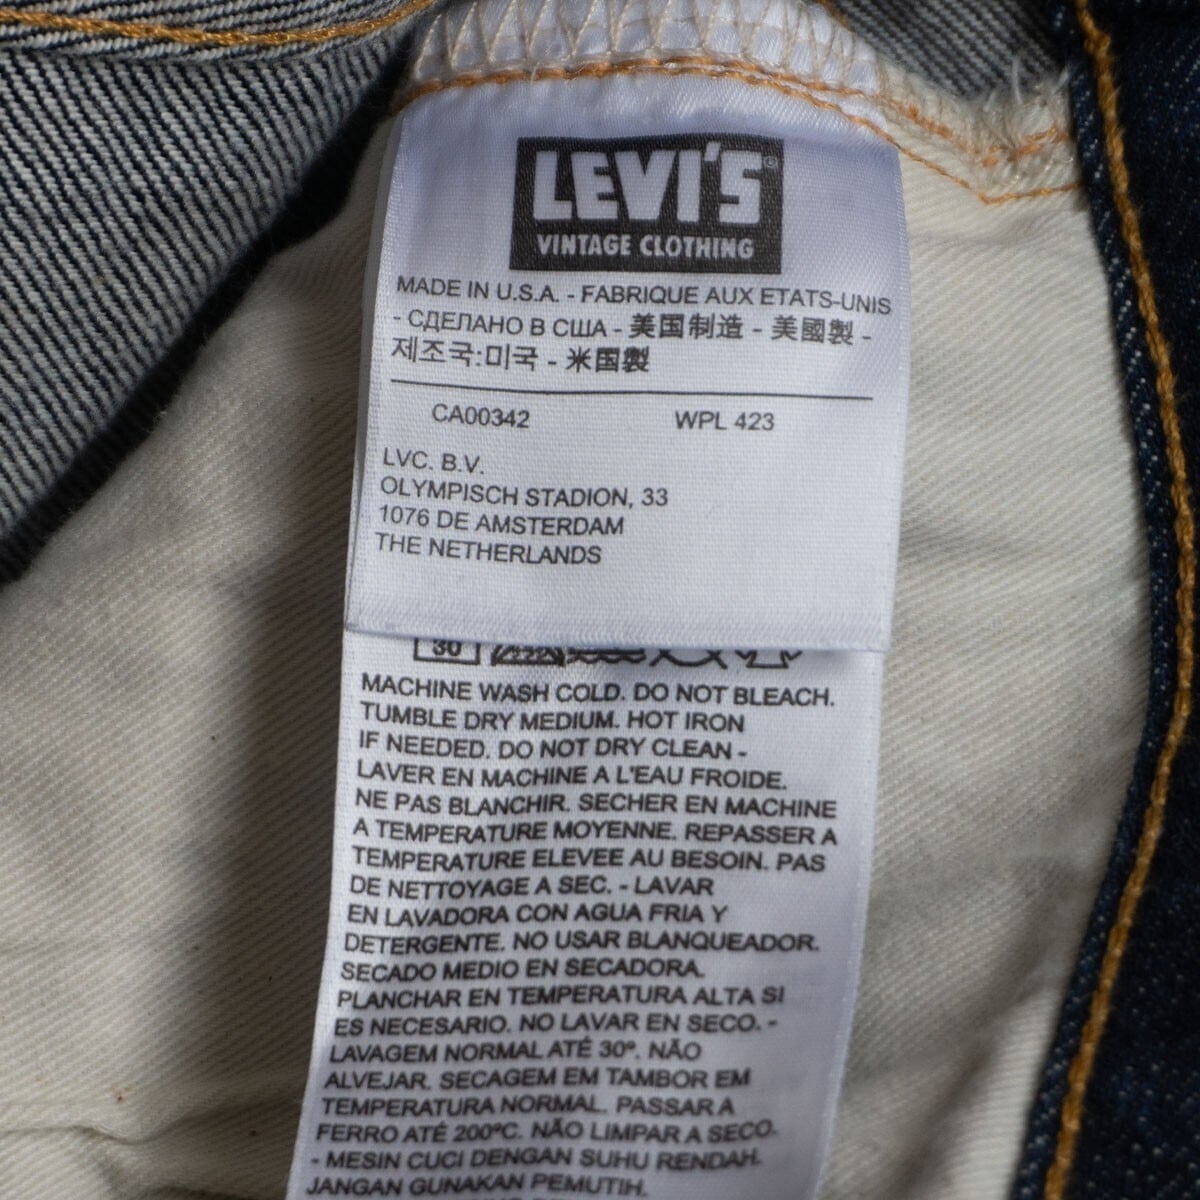 LEVI'S®
VINTAGE CLOTHING
MADE IN U.S.A. - FABRIQUE AUX ETATS-UNIS
- СДЕЛАНО В США - 美国制造 - 美國製 -
제조국:미국 - 米国製
CA00342 WPL 423
LVC. B.V.
OLYMPISCH STADION, 33
1076 DE AMSTERDAM
THE NETHERLANDS
30
MACHINE WASH COLD. DO NOT BLEACH.
TUMBLE DRY MEDIUM. HOT IRON
IF NEEDED. DO NOT DRY CLEAN -
LAVER EN MACHINE A L'EAU FROIDE.
NE PAS BLANCHIR. SECHER EN MACHINE
A TEMPERATURE MOYENNE. REPASSER A
TEMPERATURE ELEVEE AU BESOIN. PAS
DE NETTOYAGE A SEC. - LAVAR
EN LAVADORA CON AGUA FRIA Y
DETERGENTE. NO USAR BLANQUEADOR.
SECADO MEDIO EN SECADORA.
PLANCHAR EN TEMPERATURA ALTA SI
ES NECESARIO. NO LAVAR EN SECO. -
LAVAGEM NORMAL ATÉ 30º. NÃO
ALVEJAR. SECAGEM EM TAMBOR EM
TEMPERATURA NORMAL. PASSAR A
FERRO ATÉ 200ºC. NÃO LIMPAR A SECO.
- MESIN CUCI DENGAN SUHU RENDAH.
JANGAN GUNAKAN PEMUTIH.